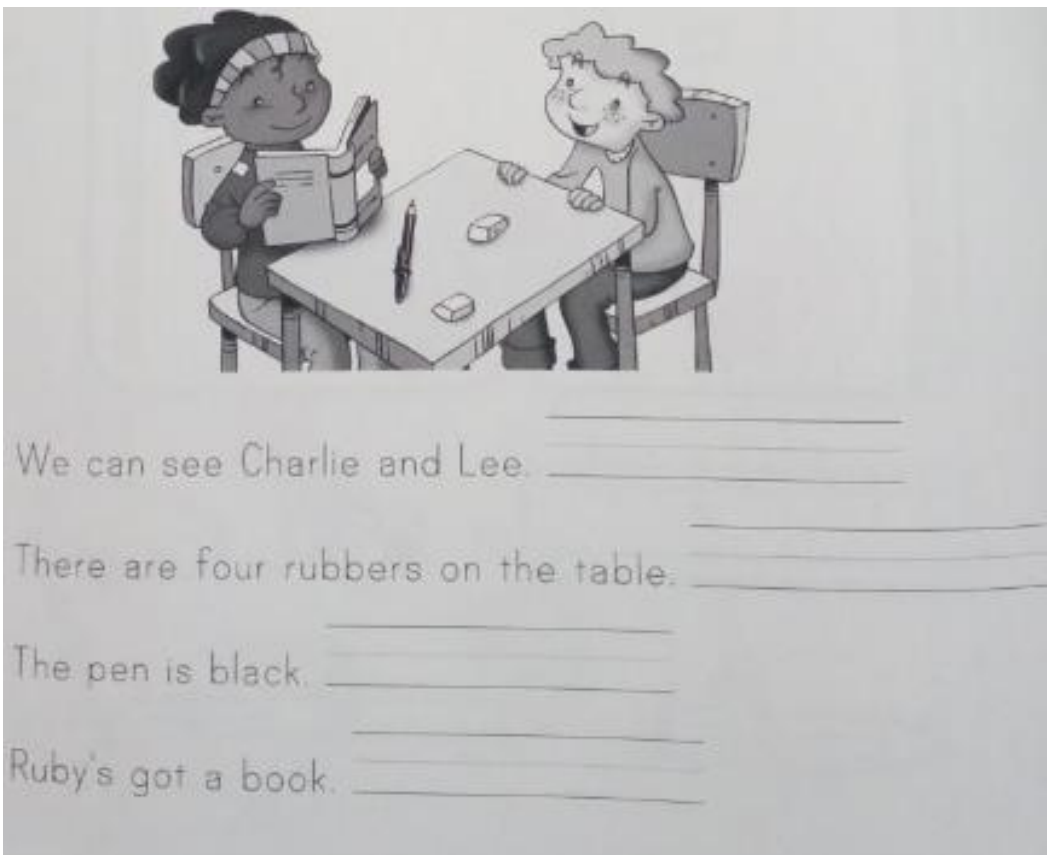 We can see Charlie and Lee.
There are four rubbers on the table.
The pen is black.
Ruby's got a book.